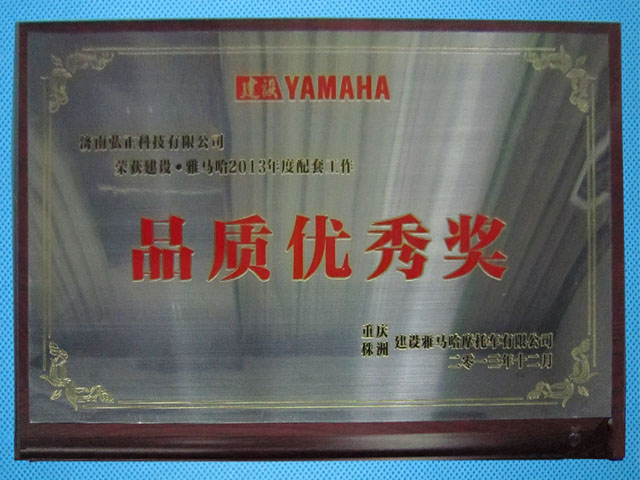 建设 YAMAHA
济南弘正科技有限公司
荣获建设·雅马哈2013年度配套工作
品质优秀奖
重庆
株洲 建设雅马哈摩托车有限公司
二零一三年十二月